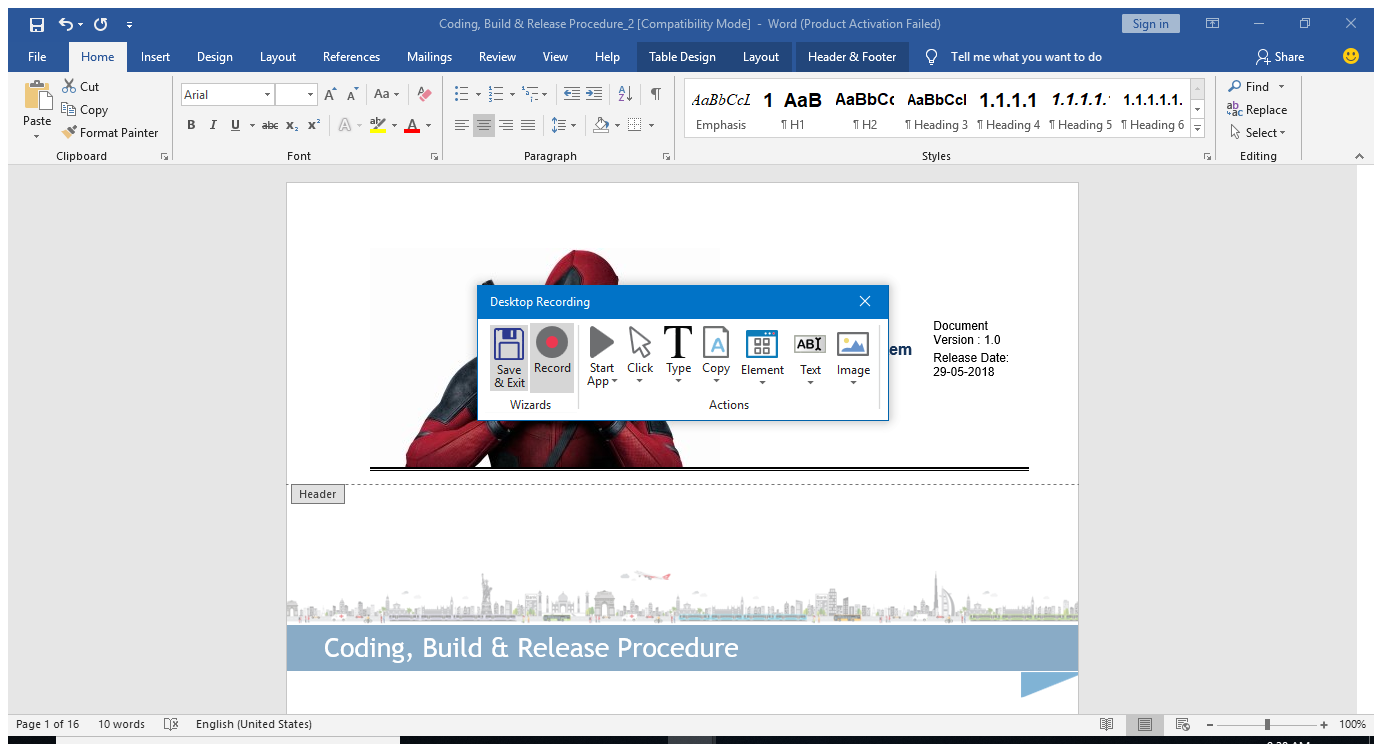 Coding, Build & Release Procedure_2 [Compatibility Mode] - Word (Product Activation Failed)
Sign in
File Home Insert Design Layout References Mailings Review View Help Table Design Layout Header & Footer Tell me what you want to do Share
Paste
Cut
Copy
Format Painter
Clipboard
Arial
Aa
B I U abc x₂ x²
Font
Paragraph
AaBbCcL 1 AaB AaBbCc AaBbCcI 1.1.1.1 1.1.1.1. 1.1.1.1.1.
Emphasis ¶ H1 ¶ H2 ¶ Heading 3 ¶ Heading 4 ¶ Heading 5 ¶ Heading 6
Styles
Find
Replace
Select
Editing
Desktop Recording
Save & Exit
Record
Start App
Click
Type
Copy
Element
Text
Image
Wizards
Actions
em
Document
Version : 1.0
Release Date:
29-05-2018
Header
Coding, Build & Release Procedure
Page 1 of 16 10 words English (United States) 100%